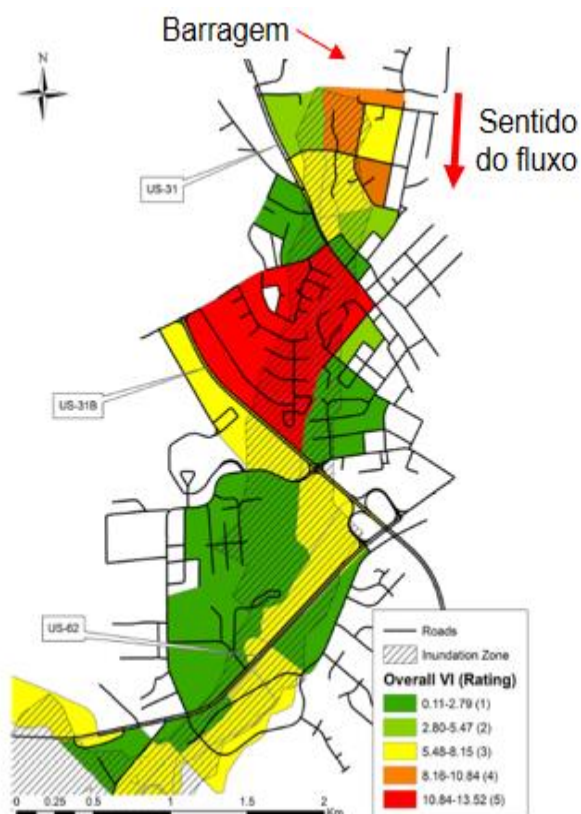 Barragem
N
Sentido
do fluxo
US-31
US-31B
US-62
Roads
Inundation Zone
Overall VI (Rating)
0.11-2.79 (1)
2.80-5.47 (2)
5.48-8.15 (3)
8.16-10.84 (4)
10.84-13.52 (5)
0 0.25 0.5 1 1.5 2
Km